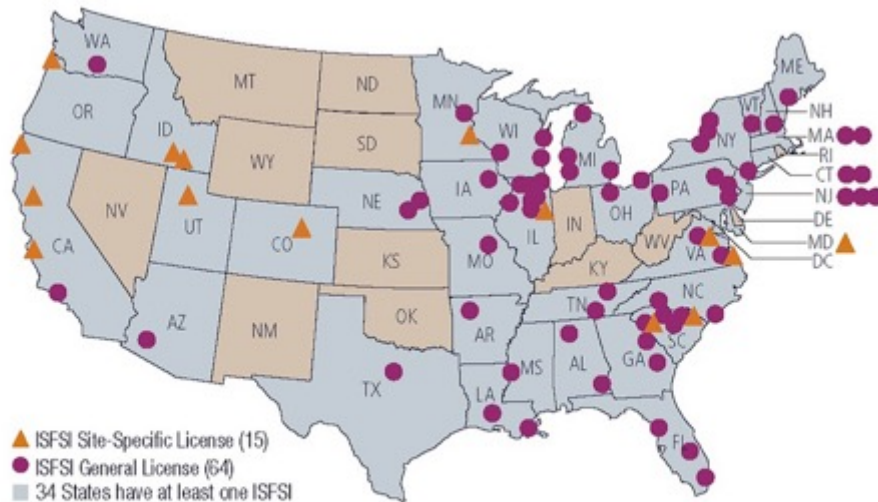 WA
MT
ND
MN
ME
OR
ID
SD
WI
MI
VT
NH
NY
MA
RI
CT
NJ
WY
IA
NE
PA
NV
UT
CO
IL
IN
OH
DE
MD
DC
CA
KS
MO
WV
VA
KY
AZ
NM
OK
AR
TN
NC
SC
TX
LA
MS
AL
GA
FL
ISFSI Site-Specific License (15)
ISFSI General License (64)
34 States have at least one ISFSI